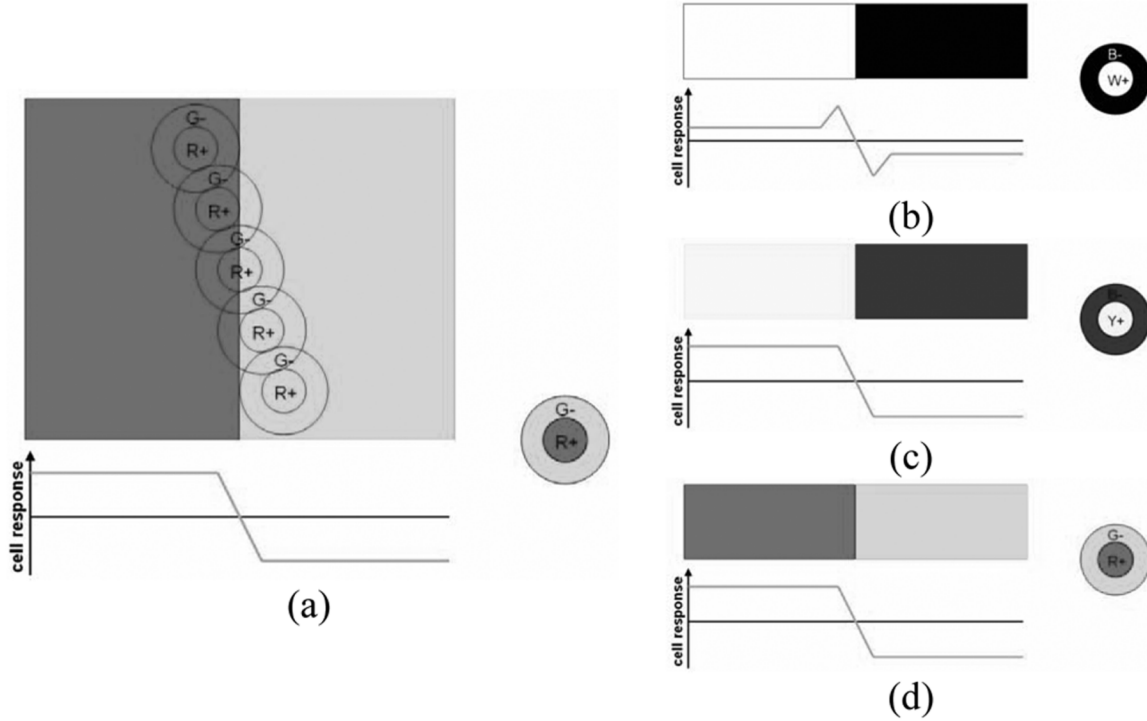 G-
R+
G-
R+
G-
R+
G-
R+
G-
R+
G-
R+
cell response
(a)
B-
W+
cell response
(b)
B-
Y+
cell response
(c)
G-
R+
cell response
(d)